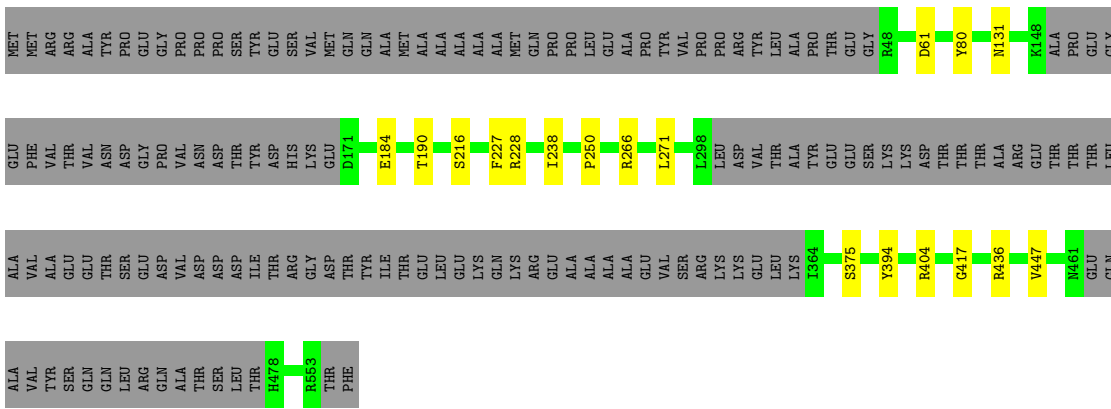 MET MET ARG ARG ALA TYR PRO GLU GLY PRO PRO PRO SER TYR GLU SER VAL MET GLN GLN ALA MET ALA ALA ALA ALA ALA MET GLN PRO PRO LEU GLU ALA PRO TYR VAL PRO PRO ARG TYR LEU ALA PRO THR GLU GLY R48 D61 Y80 N131 K148 ALA PRO GLU GLY
GLU PHE VAL THR VAL ASN ASP GLY PRO VAL ASN ASP THR TYR ASP HIS LYS GLU D171 E184 T190 S216 F227 R228 I238 P250 R266 L271 L298 LEU ASP VAL THR ALA TYR GLU GLU SER LYS LYS ASP THR THR THR ALA ARG GLU THR THR THR LEU
ALA VAL ALA GLU GLU THR SER GLU ASP VAL ASP ASP ASP ILE THR ARG GLY ASP THR TYR ILE THR GLU LEU GLU LYS GLN LYS ARG GLU ALA ALA ALA ALA GLU VAL SER ARG LYS LYS GLU LEU LYS I364 S375 Y394 R404 G417 R436 V447 N461 GLU GLN
ALA VAL TYR SER GLN GLN LEU ARG GLN ALA THR SER LEU THR H478 R553 THR PHE